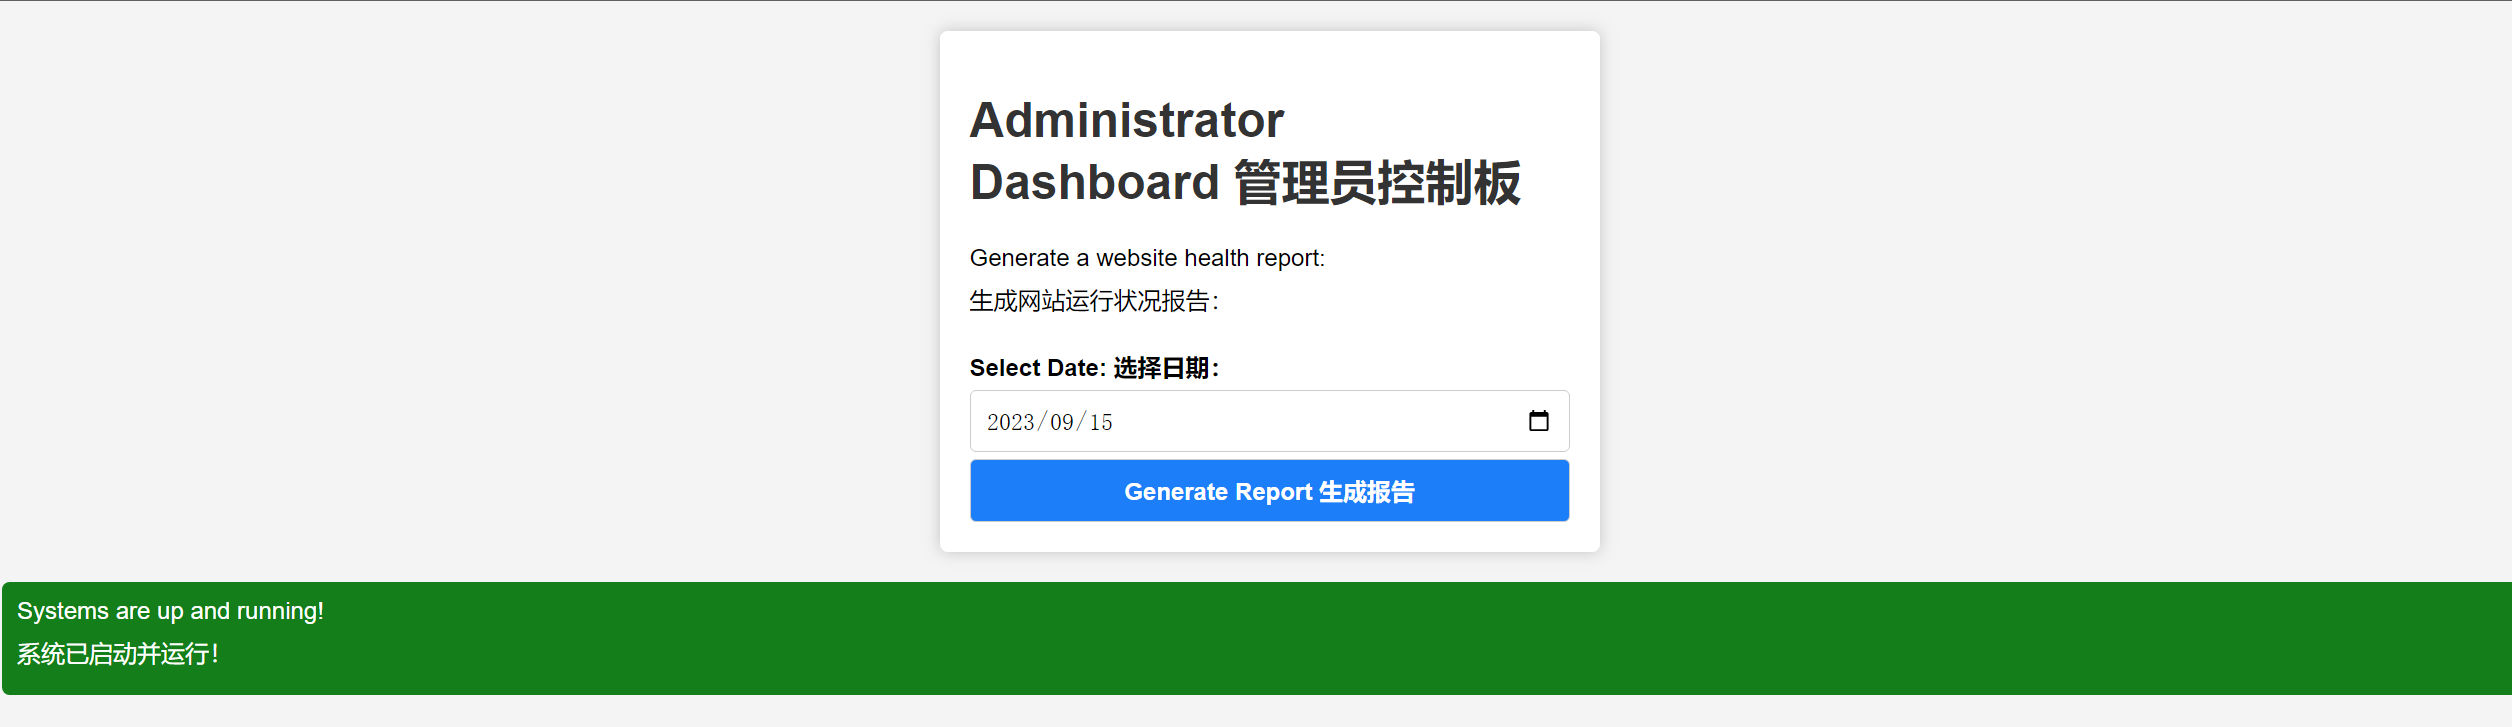 Administrator
Dashboard 管理员控制板
Generate a website health report:
生成网站运行状况报告：
Select Date: 选择日期：
2023/09/15
Generate Report 生成报告
Systems are up and running!
系统已启动并运行！